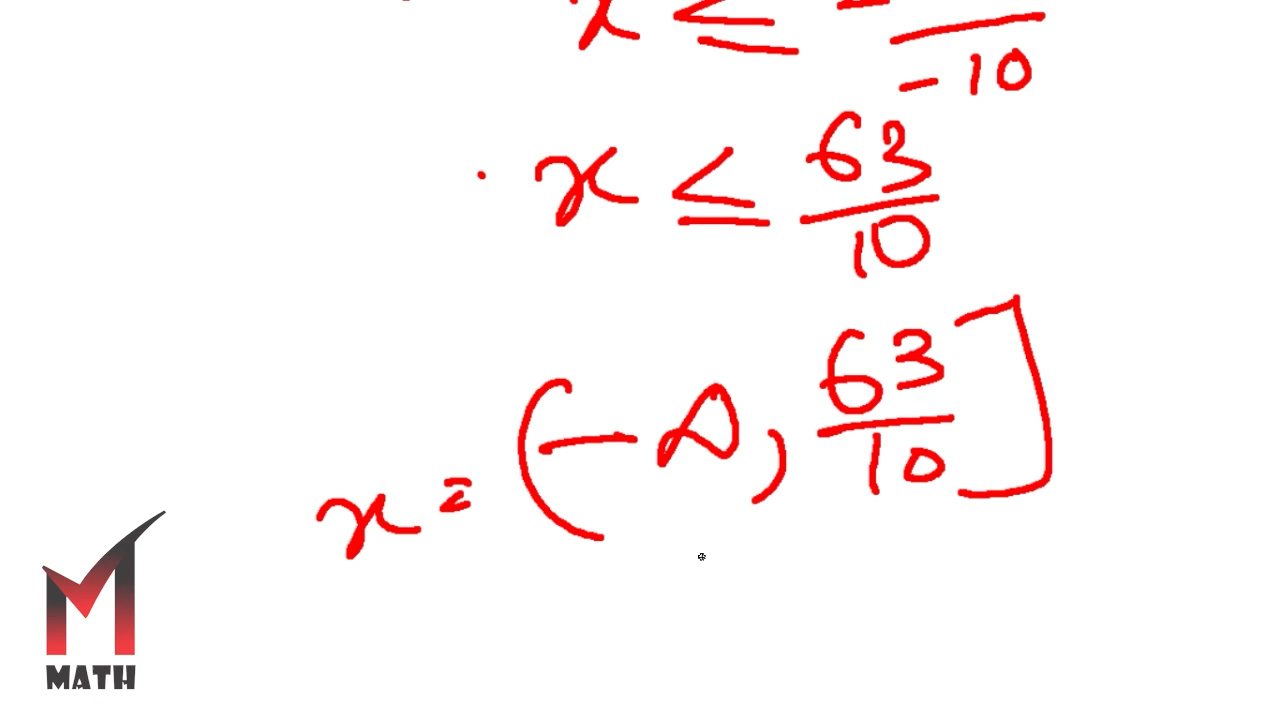 x ≤ -
-10
x ≤ 63/10
x = (-∞, 63/10]
MATH